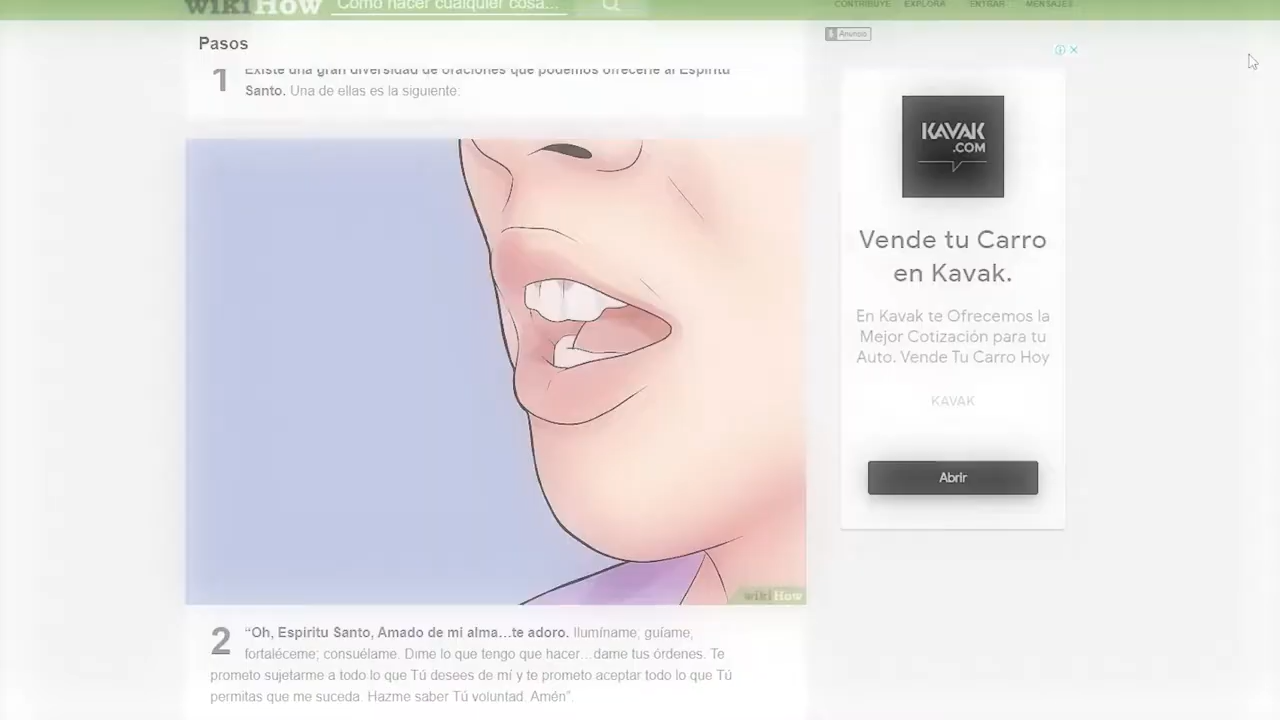 wikiHow
Cómo hacer cualquier cosa...
CONTRIBUYE EXPLORA ENTRAR MENSAJES
Pasos
1
Existe una gran diversidad de oraciones que podemos ofrecerle al Espíritu
Santo. Una de ellas es la siguiente:
wikiHow
2
“Oh, Espíritu Santo, Amado de mi alma...te adoro. Ilumíname; guíame,
fortaléceme; consuélame. Dime lo que tengo que hacer...dame tus órdenes. Te
prometo sujetarme a todo lo que Tú desees de mí y te prometo aceptar todo lo que Tú
permitas que me suceda. Hazme saber Tú voluntad. Amén”.
Anuncio
KAVAK
.COM
Vende tu Carro
en Kavak.
En Kavak te Ofrecemos la
Mejor Cotización para tu
Auto. Vende Tu Carro Hoy
KAVAK
Abrir